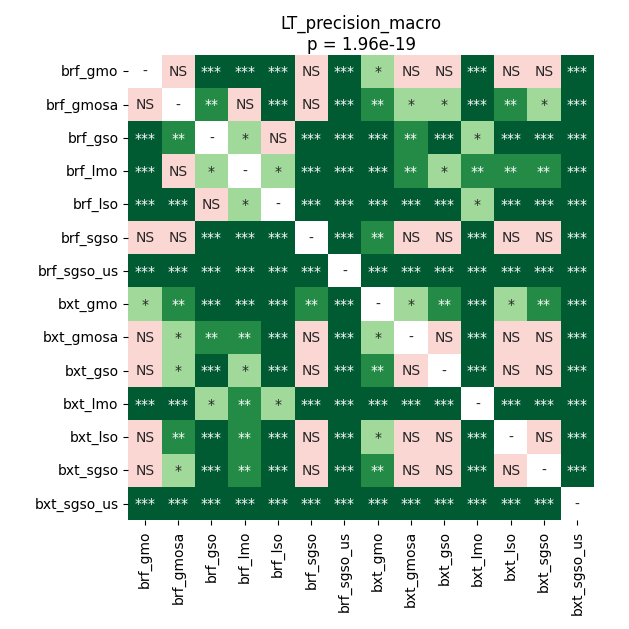 LT_precision_macro
p = 1.96e-19
brf_gmo - NS *** *** *** NS *** * NS NS *** NS NS ***
brf_gmosa NS - ** NS *** NS *** ** * * *** ** * ***
brf_gso *** ** - * NS *** *** *** ** *** * *** *** ***
brf_lmo *** NS * - * *** *** *** ** * ** ** ** ***
brf_lso *** *** NS * - *** *** *** *** *** * *** *** ***
brf_sgso NS NS *** *** *** - *** ** NS NS *** NS NS ***
brf_sgso_us *** *** *** *** *** *** - *** *** *** *** *** *** ***
bxt_gmo * ** *** *** *** ** *** - * ** *** * ** ***
bxt_gmosa NS * ** ** *** NS *** * - NS *** NS NS ***
bxt_gso NS * *** * *** NS *** ** NS - *** NS NS ***
bxt_lmo *** *** * ** * *** *** *** *** *** - *** *** ***
bxt_lso NS ** *** ** *** NS *** * NS NS *** - NS ***
bxt_sgso NS * *** ** *** NS *** ** NS NS *** NS - ***
bxt_sgso_us *** *** *** *** *** *** *** *** *** *** *** *** *** -
brf_gmo
brf_gmosa
brf_gso
brf_lmo
brf_lso
brf_sgso
brf_sgso_us
bxt_gmo
bxt_gmosa
bxt_gso
bxt_lmo
bxt_lso
bxt_sgso
bxt_sgso_us